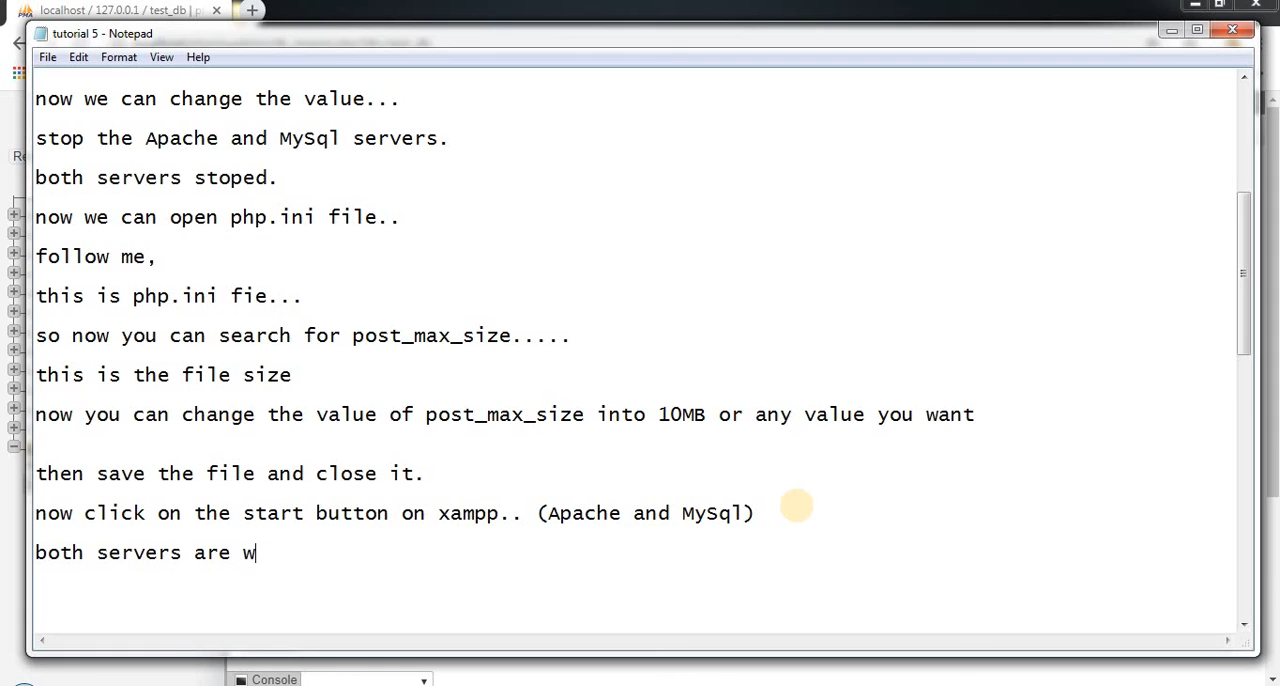 localhost / 127.0.0.1 / test_db | p
tutorial 5 - Notepad
File Edit Format View Help
now we can change the value...
stop the Apache and MySql servers.
both servers stoped.
now we can open php.ini file..
follow me,
this is php.ini fie...
so now you can search for post_max_size.....
this is the file size
now you can change the value of post_max_size into 10MB or any value you want
then save the file and close it.
now click on the start button on xampp.. (Apache and MySql)
both servers are w
Re
Console